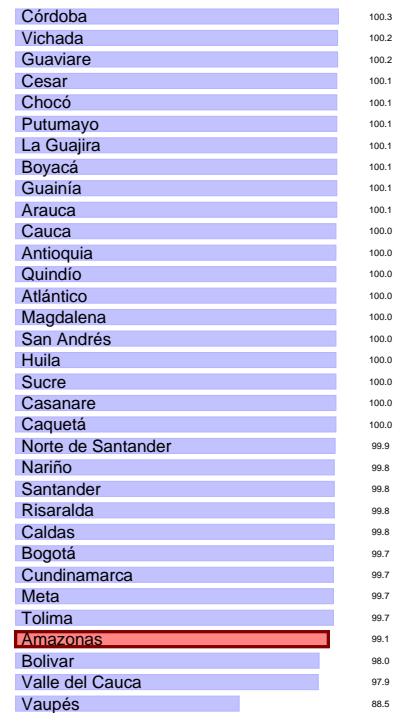 Córdoba 100.3
Vichada 100.2
Guaviare 100.2
Cesar 100.1
Chocó 100.1
Putumayo 100.1
La Guajira 100.1
Boyacá 100.1
Guainía 100.1
Arauca 100.1
Cauca 100.0
Antioquia 100.0
Quindío 100.0
Atlántico 100.0
Magdalena 100.0
San Andrés 100.0
Huila 100.0
Sucre 100.0
Casanare 100.0
Caquetá 100.0
Norte de Santander 99.9
Nariño 99.8
Santander 99.8
Risaralda 99.8
Caldas 99.8
Bogotá 99.7
Cundinamarca 99.7
Meta 99.7
Tolima 99.7
Amazonas 99.1
Bolivar 98.0
Valle del Cauca 97.9
Vaupés 88.5